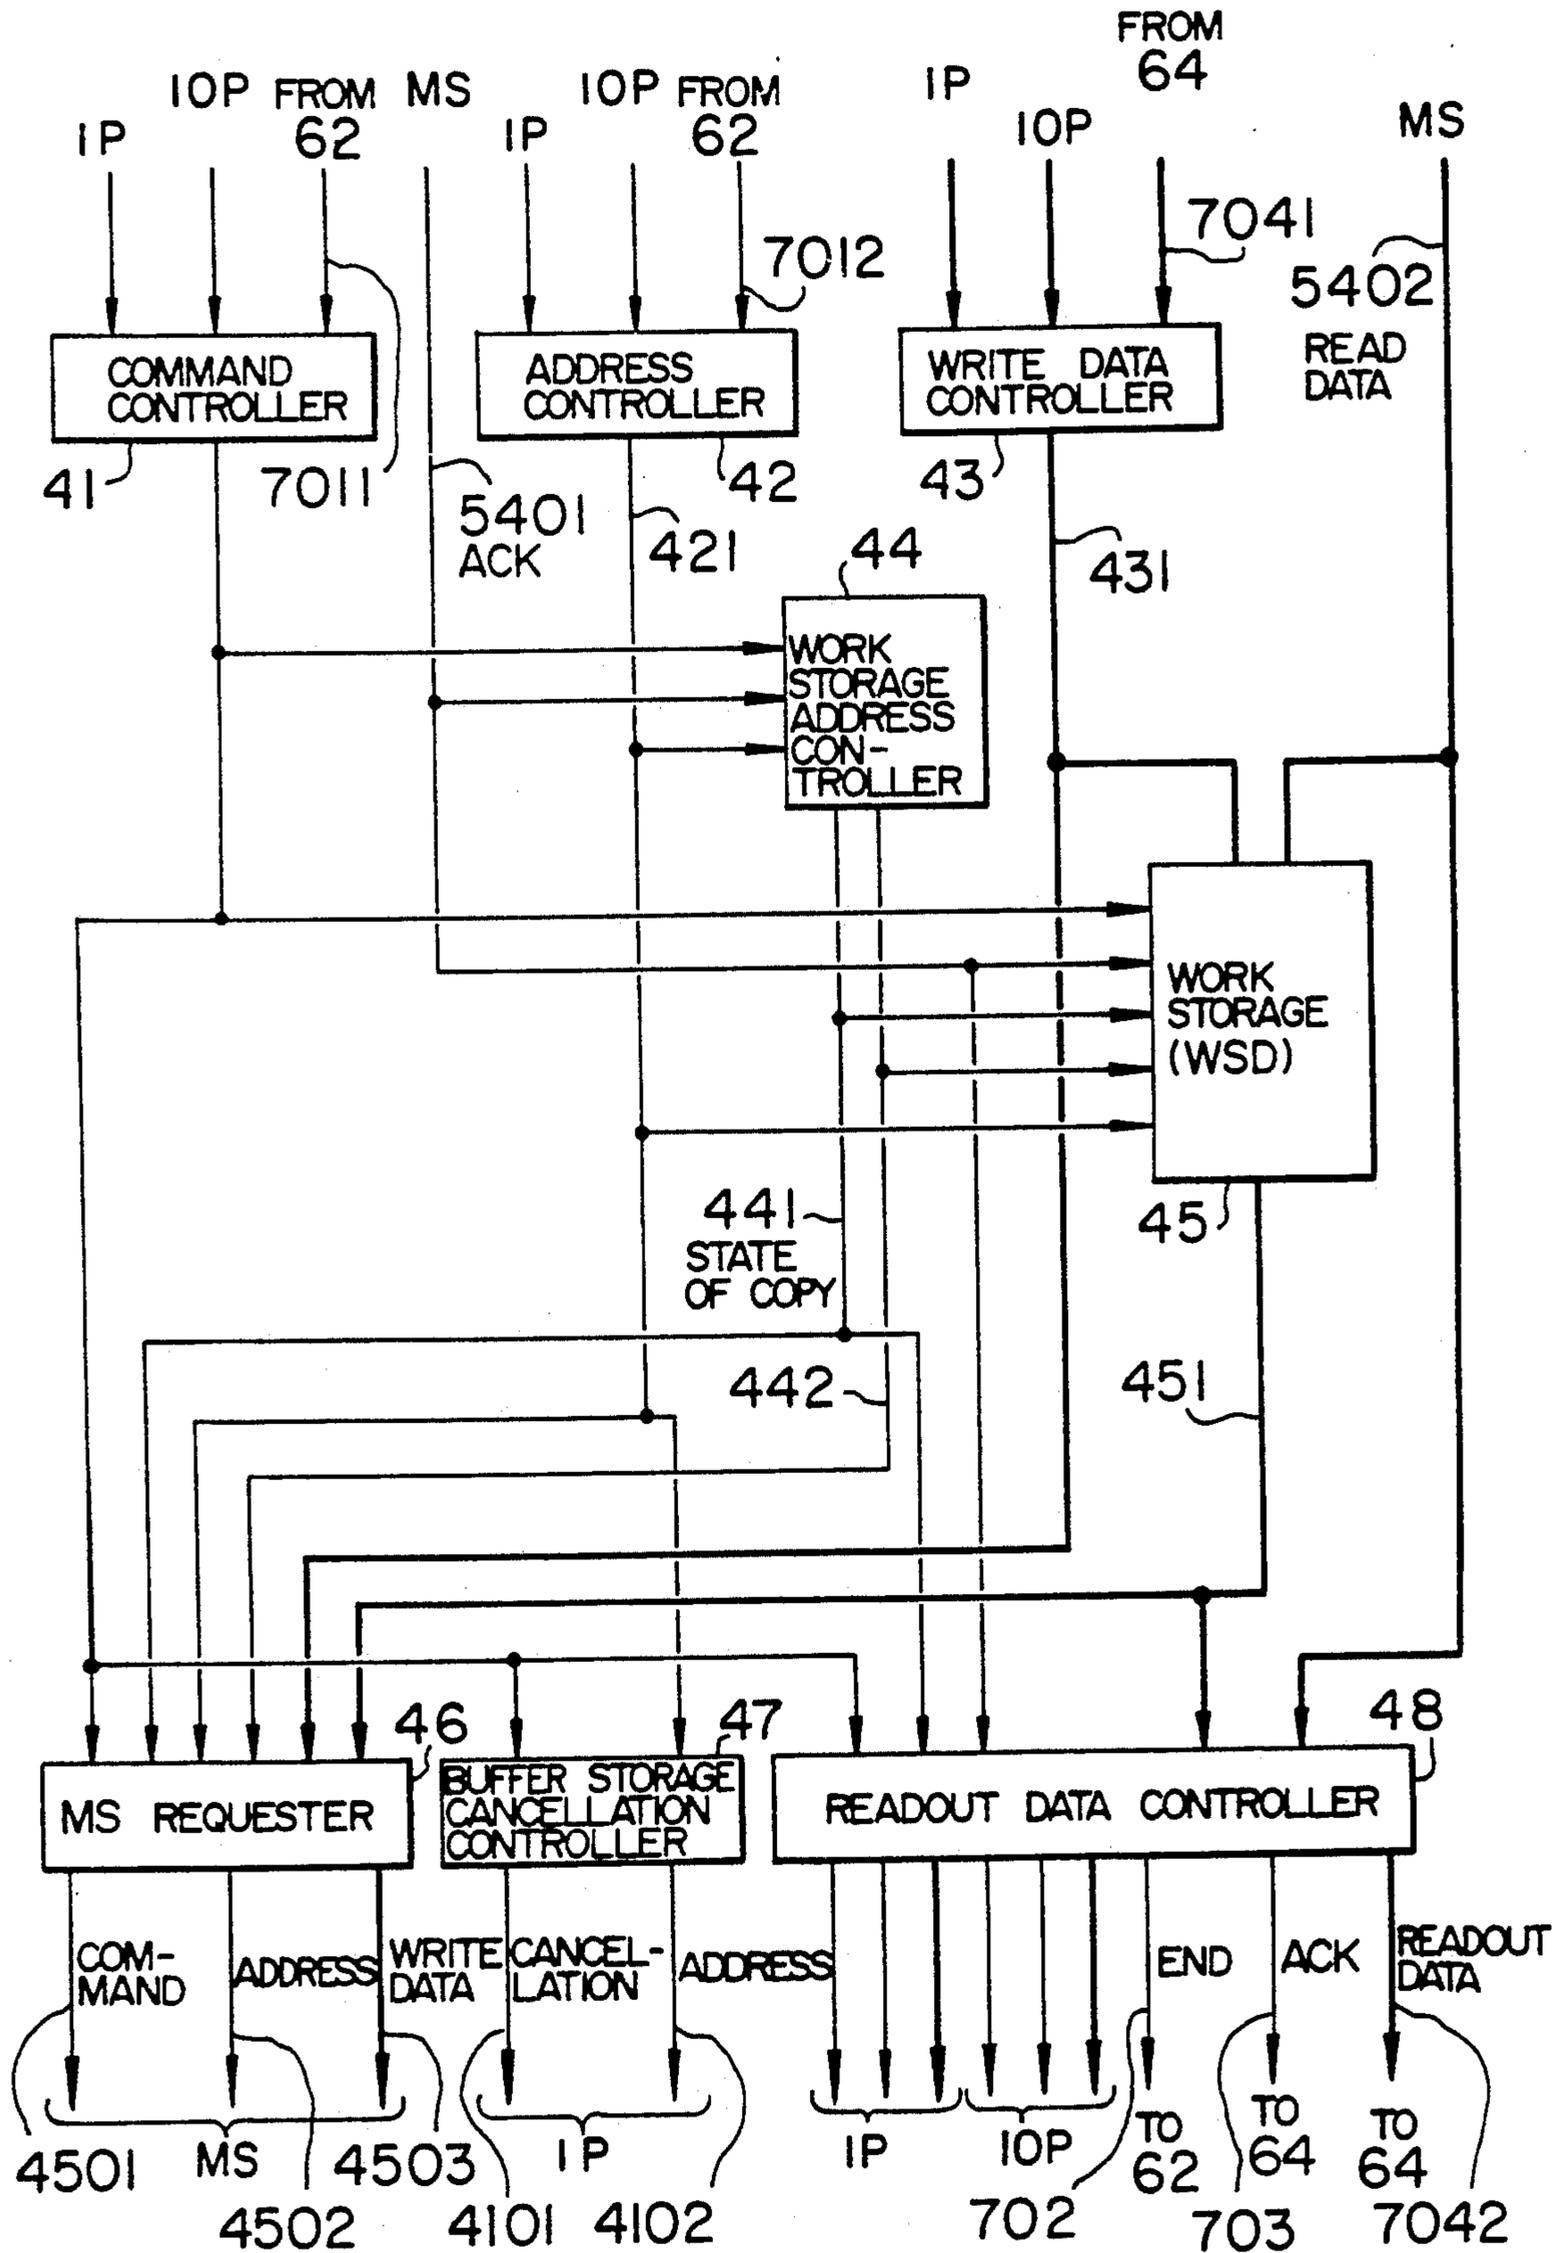 FROM
64
IP
IOP
FROM
62
MS
IP
IOP
FROM
62
IP
IOP
MS
7041
7012
5402
READ
DATA
COMMAND
CONTROLLER
ADDRESS
CONTROLLER
WRITE DATA
CONTROLLER
41
7011
5401
ACK
421
42
43
431
44
WORK
STORAGE
ADDRESS
CON-
TROLLER
WORK
STORAGE
(WSD)
45
441
STATE
OF COPY
442
451
46
47
48
MS REQUESTER
BUFFER STORAGE
CANCELLATION
CONTROLLER
READOUT DATA CONTROLLER
COM-
MAND
ADDRESS
WRITE
DATA
CANCEL-
LATION
ADDRESS
END
ACK
READOUT
DATA
4501
MS
4502
4503
4101
IP
4102
IP
IOP
702
TO
62
703
TO
64
TO
64
7042